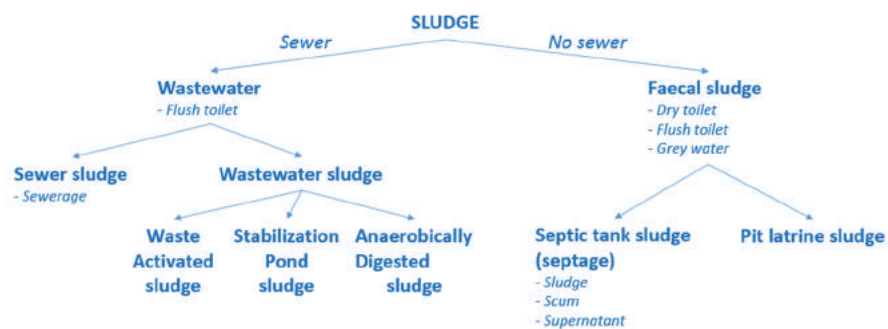 SLUDGE
Sewer
No sewer
Wastewater
- Flush toilet
Faecal sludge
- Dry toilet
- Flush toilet
- Grey water
Sewer sludge
- Sewerage
Wastewater sludge
Waste
Activated
sludge
Stabilization
Pond
sludge
Anaerobically
Digested
sludge
Septic tank sludge
(septage)
- Sludge
- Scum
- Supernatant
Pit latrine sludge